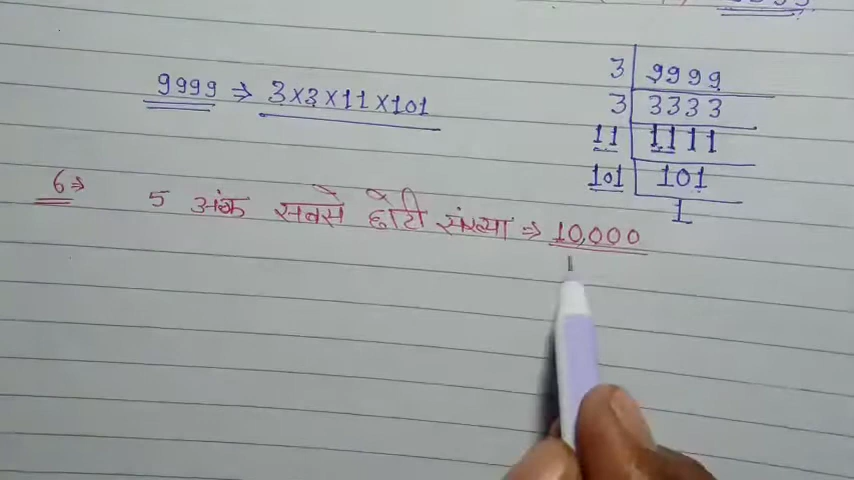 9999 ⇒ 3×3×11×101
3 | 9999
3 | 3333
11 | 1111
101 | 101
1
6⇒ 5 अंक सबसे छोटी संख्या ⇒ 10,000